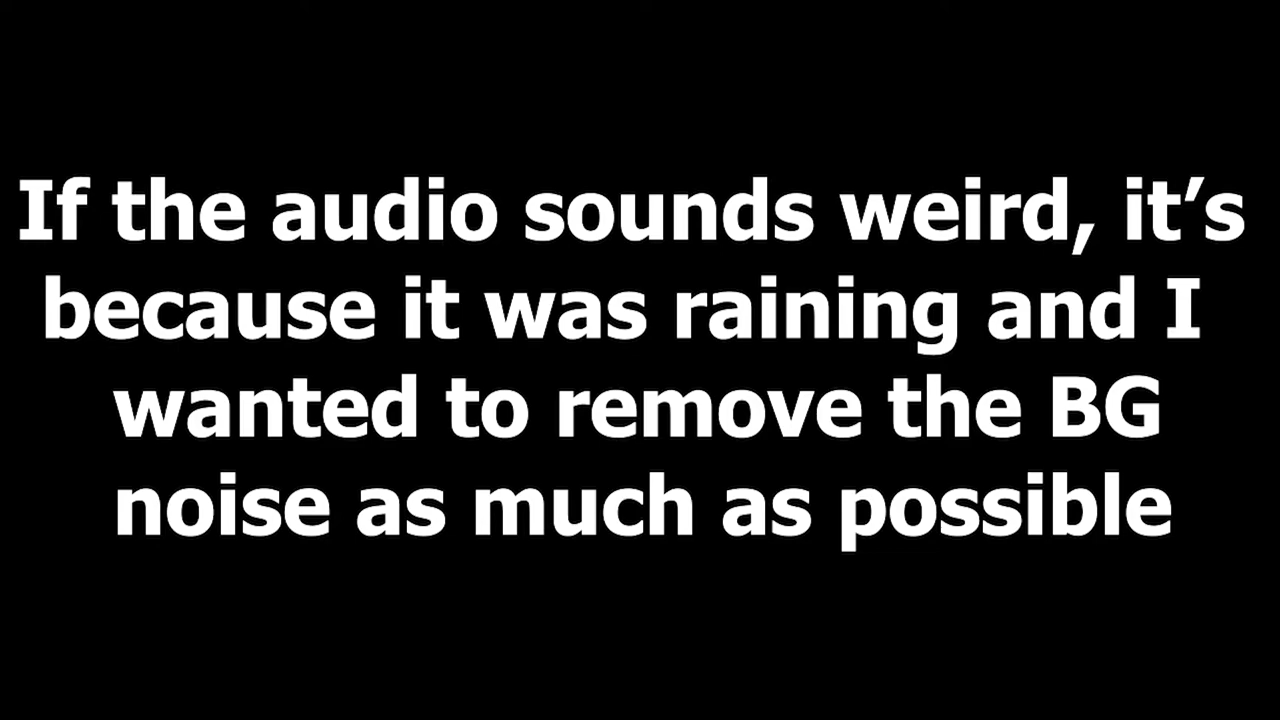 If the audio sounds weird, it’s
because it was raining and I
wanted to remove the BG
noise as much as possible